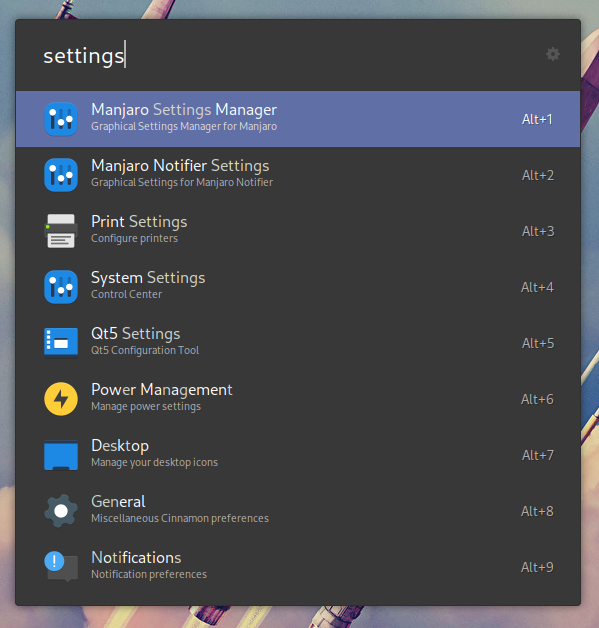 settings
Manjaro Settings Manager
Graphical Settings Manager for Manjaro
Alt+1
Manjaro Notifier Settings
Graphical Settings for Manjaro Notifier
Alt+2
Print Settings
Configure printers
Alt+3
System Settings
Control Center
Alt+4
Qt5 Settings
Qt5 Configuration Tool
Alt+5
Power Management
Manage power settings
Alt+6
Desktop
Manage your desktop icons
Alt+7
General
Miscellaneous Cinnamon preferences
Alt+8
Notifications
Notification preferences
Alt+9